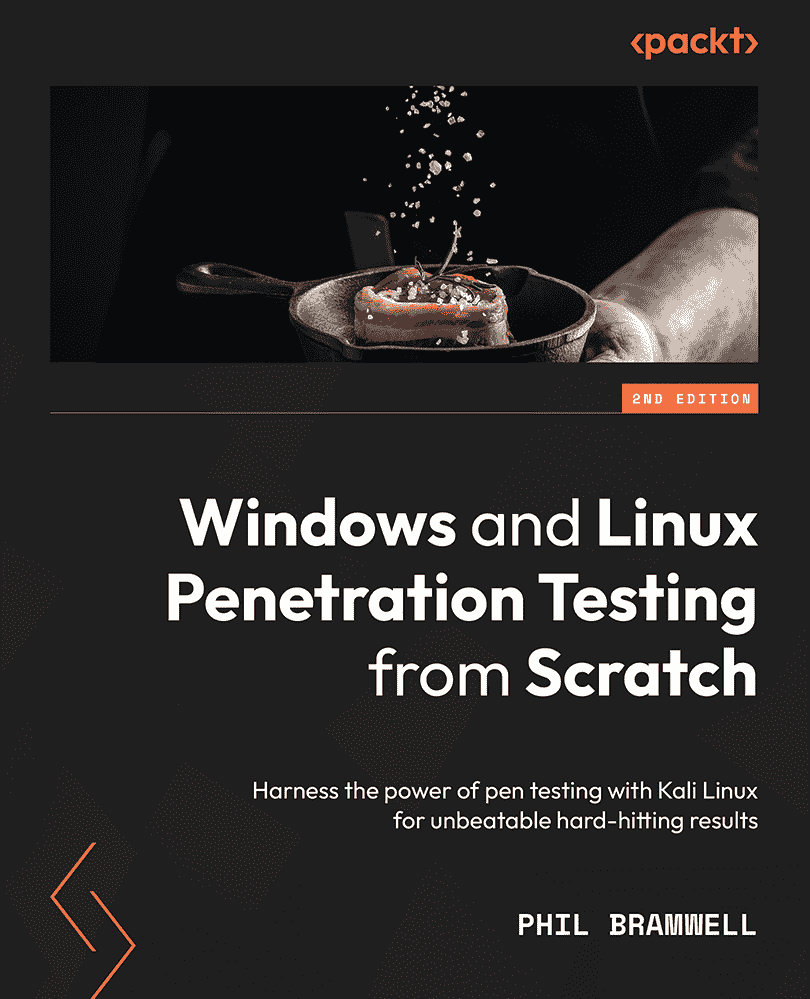 <packt>
2ND EDITION
Windows and Linux
Penetration Testing
from Scratch
Harness the power of pen testing with Kali Linux
for unbeatable hard-hitting results
PHIL BRAMWELL